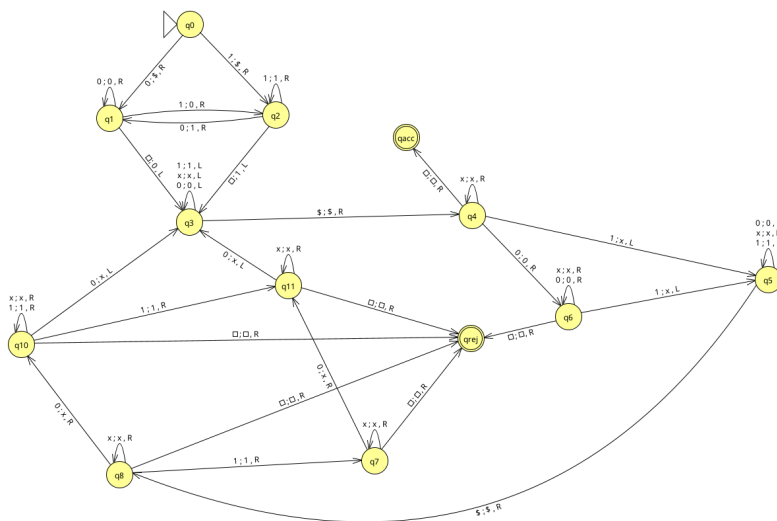 q0
0;$,R
1;$,R
0;0,R
1;1,R
q1
1;0,R
0;1,R
q2
qacc
□;0,L
□;1,L
1;1,L
x;x,L
0;0,L
q3
$;$,R
□;□,R
x;x,R
q4
1;x,L
0;0,R
0;x,L
0;x,L
x;x,R
q11
1;1,R
□;□,R
x;x,R
0;0,R
q6
1;x,L
□;□,R
0;0,
x;x,
1;1,
q5
x;x,R
1;1,R
q10
□;□,R
qrej
0;x,R
□;□,R
0;x,R
□;□,R
x;x,R
q8
1;1,R
x;x,R
q7
$;$,R